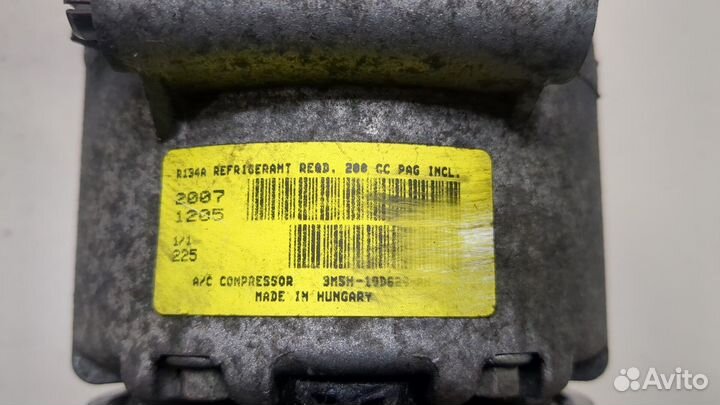 R134A REFRIGERANT REQD. 200 CC PAG INCL.
2007
1205
1/1
225
A/C COMPRESSOR
MADE IN HUNGARY
Avito